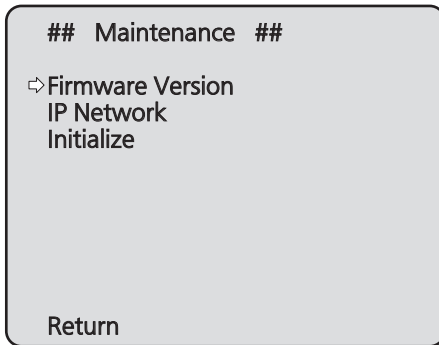 ## Maintenance ##
⇨Firmware Version
IP Network
Initialize
Return